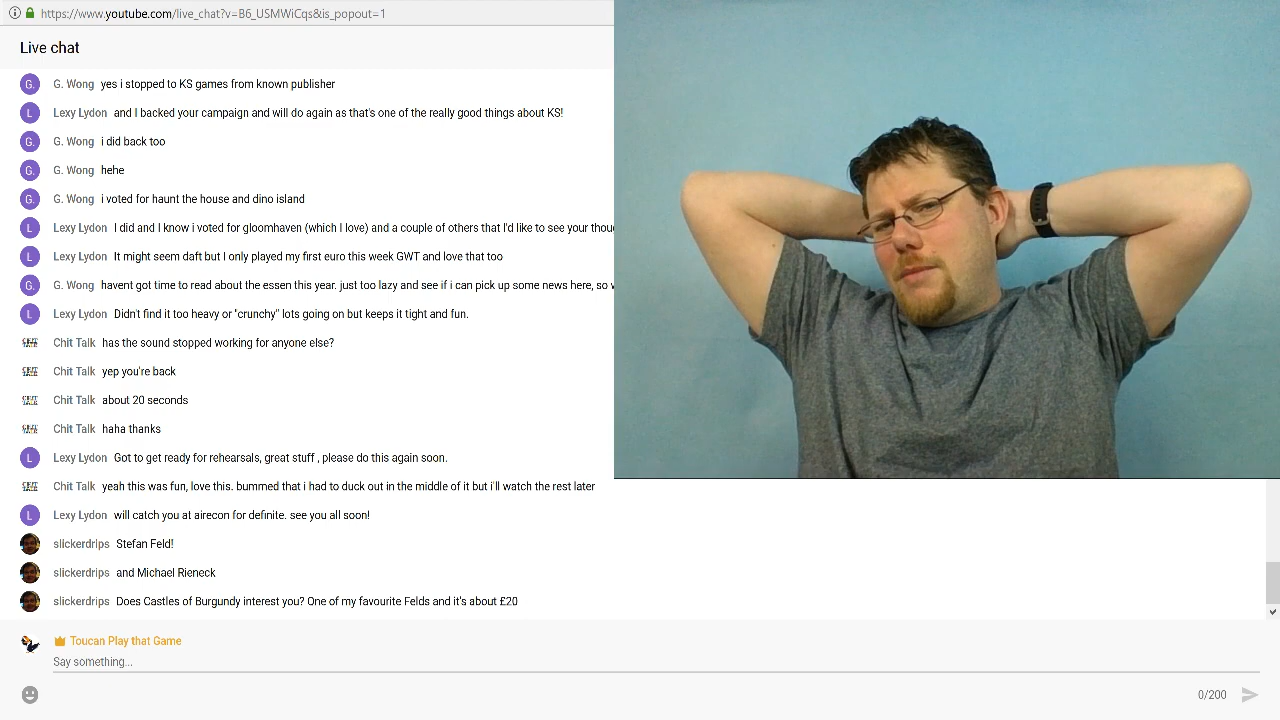 https://www.youtube.com/live_chat?v=B6_USMWiCqs&is_popout=1
Live chat
G. G. Wong yes i stopped to KS games from known publisher
L Lexy Lydon and I backed your campaign and will do again as that's one of the really good things about KS!
G. G. Wong i did back too
G. G. Wong hehe
G. G. Wong i voted for haunt the house and dino island
L Lexy Lydon I did and I know i voted for gloomhaven (which I love) and a couple of others that I'd like to see your thou
L Lexy Lydon It might seem daft but I only played my first euro this week GWT and love that too
G. G. Wong havent got time to read about the essen this year. just too lazy and see if i can pick up some news here, so
L Lexy Lydon Didn't find it too heavy or "crunchy" lots going on but keeps it tight and fun.
CHIT TALK Chit Talk has the sound stopped working for anyone else?
CHIT TALK Chit Talk yep you're back
CHIT TALK Chit Talk about 20 seconds
CHIT TALK Chit Talk haha thanks
L Lexy Lydon Got to get ready for rehearsals, great stuff , please do this again soon.
CHIT TALK Chit Talk yeah this was fun, love this. bummed that i had to duck out in the middle of it but i'll watch the rest later
L Lexy Lydon will catch you at airecon for definite. see you all soon!
slickerdrips Stefan Feld!
slickerdrips and Michael Rieneck
slickerdrips Does Castles of Burgundy interest you? One of my favourite Felds and it's about £20
Toucan Play that Game
Say something...
0/200